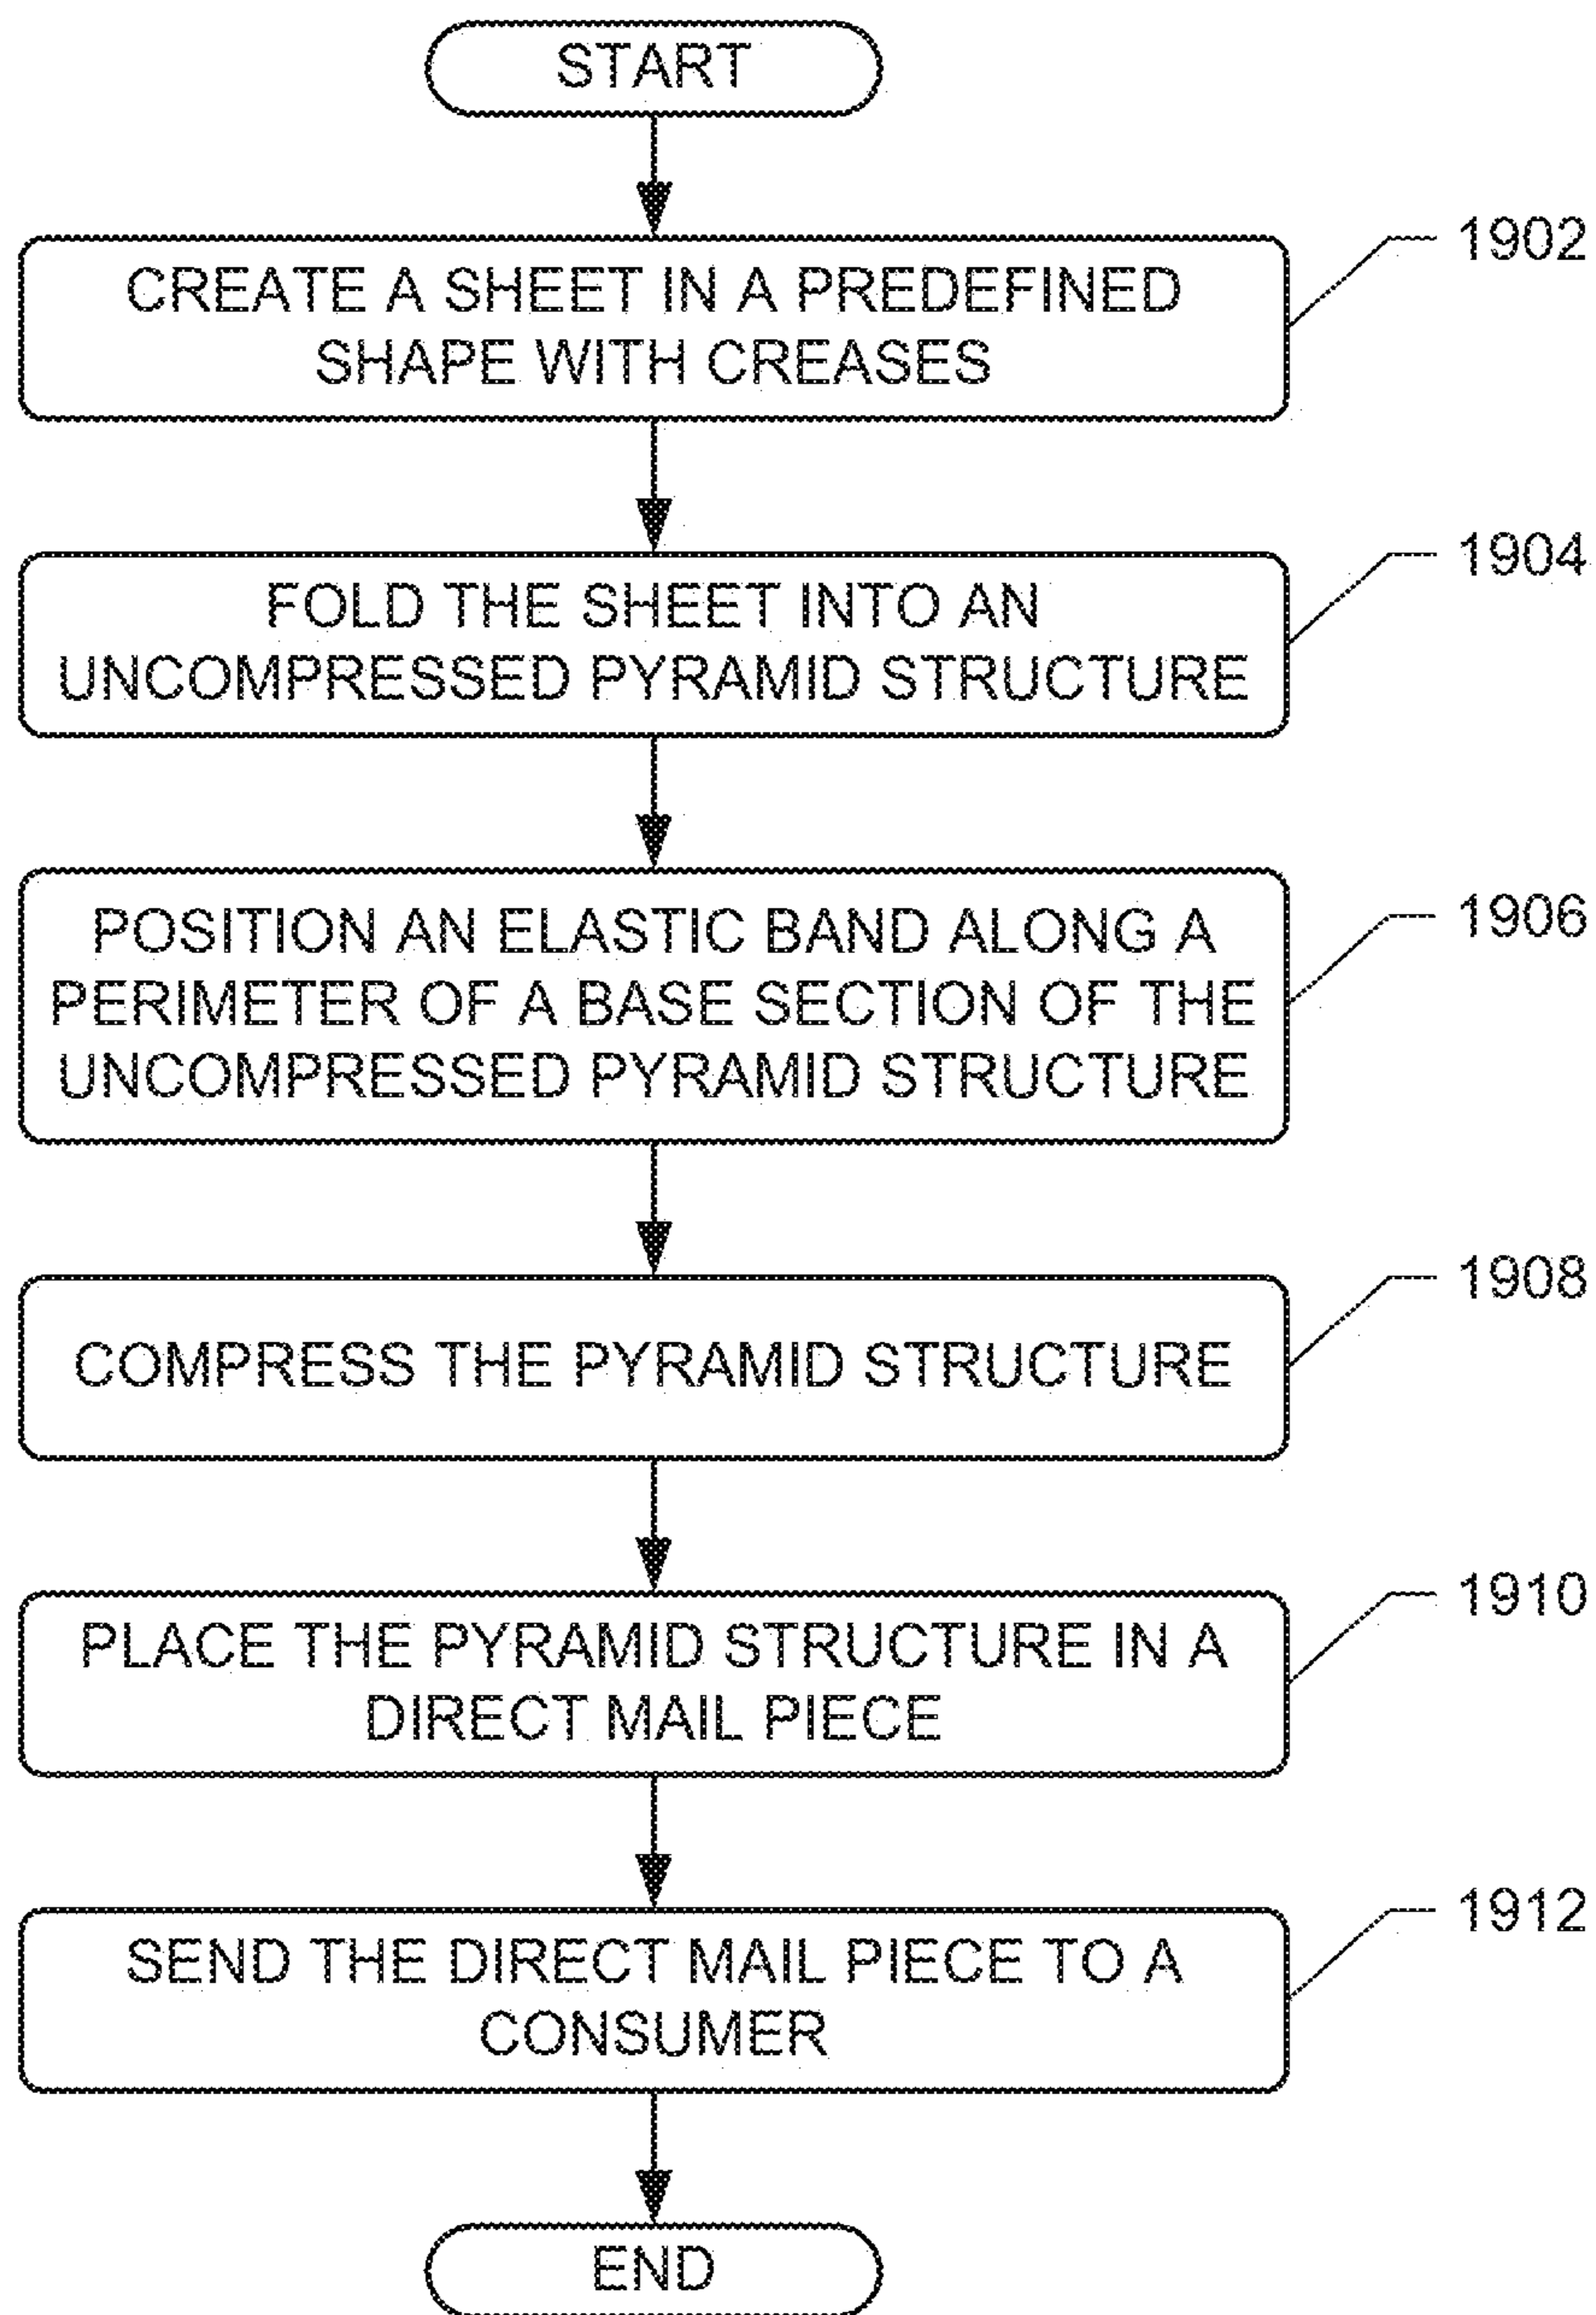 START
1902
CREATE A SHEET IN A PREDEFINED
SHAPE WITH CREASES
1904
FOLD THE SHEET INTO AN
UNCOMPRESSED PYRAMID STRUCTURE
1906
POSITION AN ELASTIC BAND ALONG A
PERIMETER OF A BASE SECTION OF THE
UNCOMPRESSED PYRAMID STRUCTURE
1908
COMPRESS THE PYRAMID STRUCTURE
1910
PLACE THE PYRAMID STRUCTURE IN A
DIRECT MAIL PIECE
1912
SEND THE DIRECT MAIL PIECE TO A
CONSUMER
END